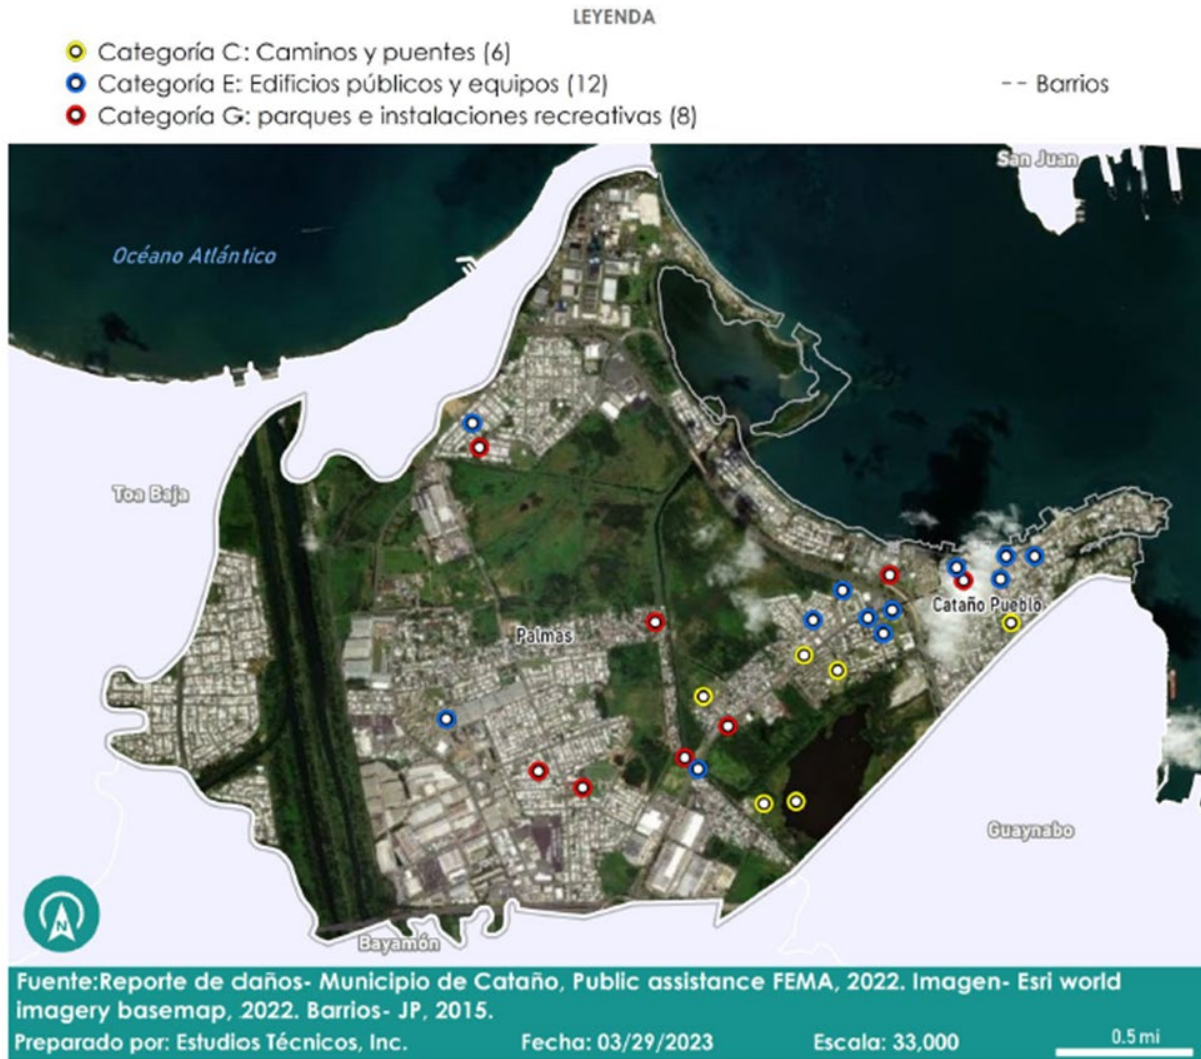 LEYENDA
Categoría C: Caminos y puentes (6)
Categoría E: Edificios públicos y equipos (12)
-- Barrios
Categoría G: parques e instalaciones recreativas (8)
San Juan
Océano Atlántico
Toa Baja
Cataño Pueblo
Palmas
Guaynabo
N
Bayamón
Fuente:Reporte de daños- Municipio de Cataño, Public assistance FEMA, 2022. Imagen- Esri world
imagery basemap, 2022. Barrios- JP, 2015.
Preparado por: Estudios Técnicos, Inc. Fecha: 03/29/2023 Escala: 33,000 0.5 mi